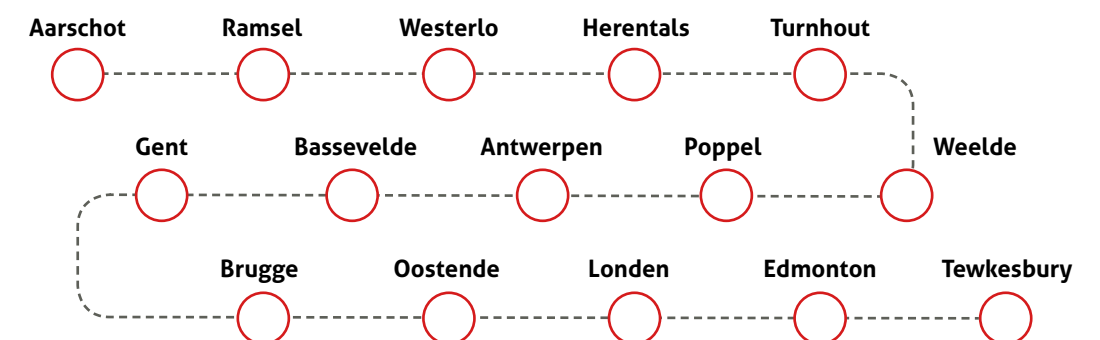 Aarschot Ramsel Westerlo Herentals Turnhout
Gent Bassevelde Antwerpen Poppel Weelde
Brugge Oostende Londen Edmonton Tewkesbury